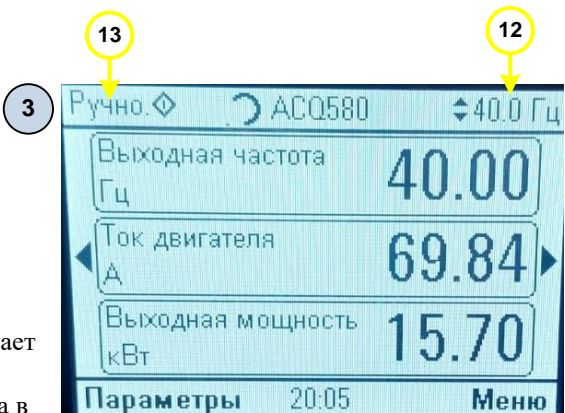 13
12
3
Ручно. ACQ580 40.0 Гц
Выходная частота
Гц
40.00
Ток двигателя
А
69.84
Выходная мощность
кВт
15.70
ает
а в
Параметры 20:05 Меню